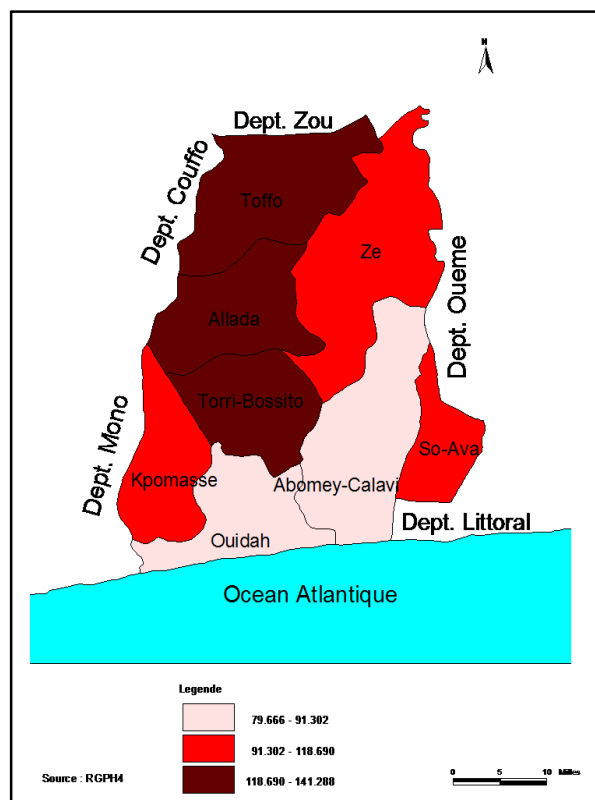 N
Dept. Zou
Dept. Couffo
Toffo
Ze
Dept. Oueme
Allada
Torri-Bossito
Dept. Mono
So-Ava
Kpomasse
Abomey-Calavi
Dept. Littoral
Ouidah
Ocean Atlantique
Legende
79.666 - 91.302
91.302 - 118.690
118.690 - 141.288
Source : RGPH4
0 5 10 Miles